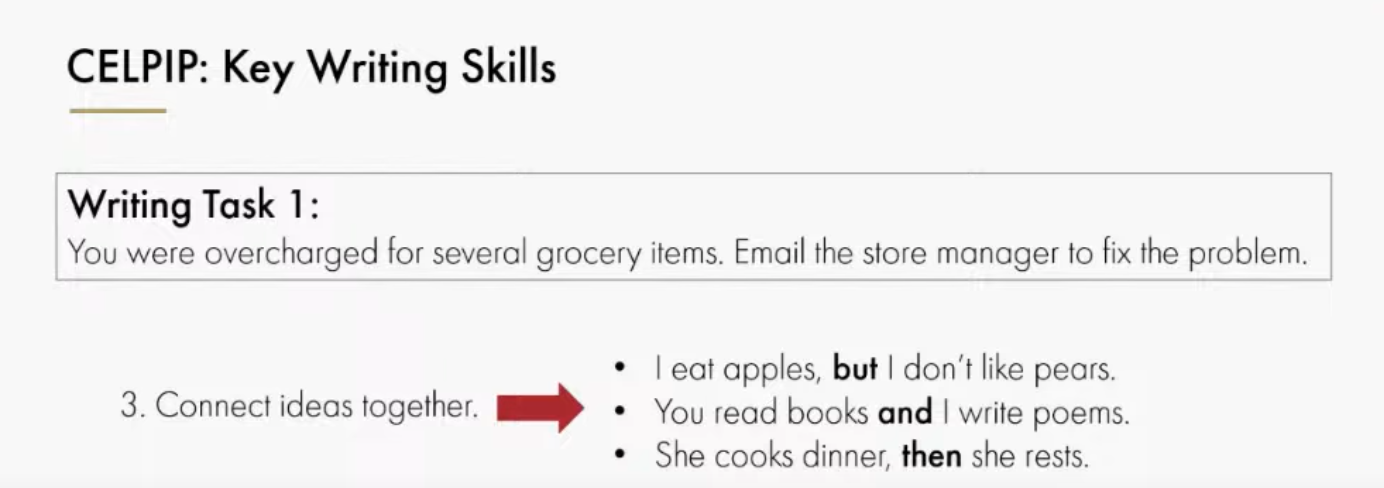 CELPIP: Key Writing Skills
Writing Task 1:
You were overcharged for several grocery items. Email the store manager to fix the problem.
3. Connect ideas together.
• I eat apples, but I don't like pears.
• You read books and I write poems.
• She cooks dinner, then she rests.